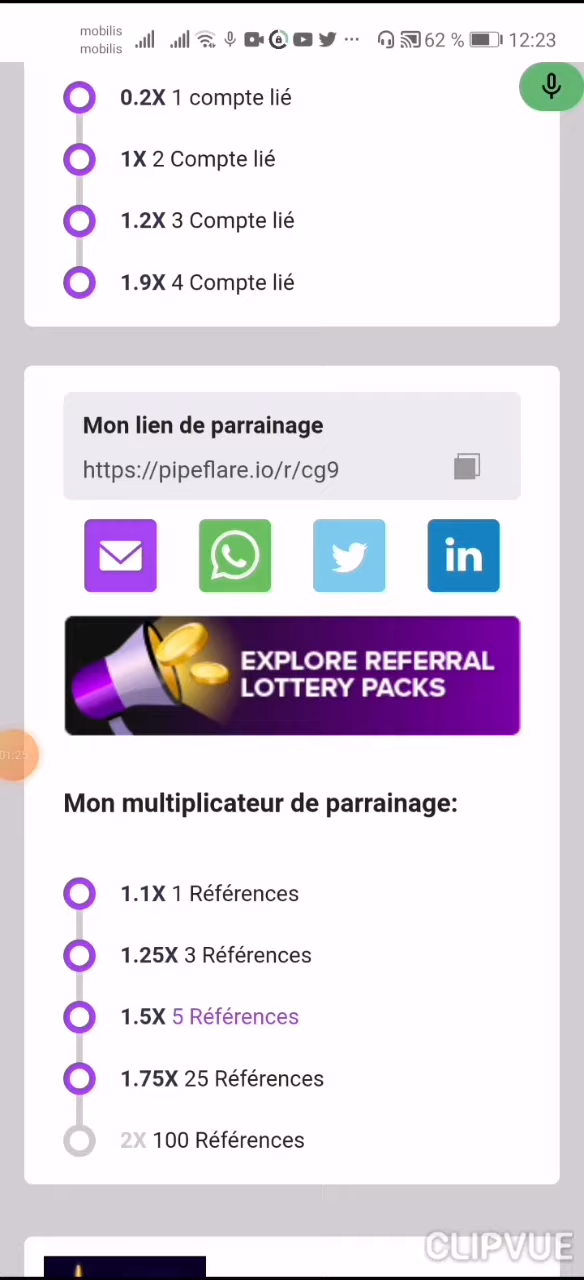 mobilis
mobilis
62 % 12:23
0.2X 1 compte lié
1X 2 Compte lié
1.2X 3 Compte lié
1.9X 4 Compte lié
Mon lien de parrainage
https://pipeflare.io/r/cg9
in
EXPLORE REFERRAL
LOTTERY PACKS
01:25
Mon multiplicateur de parrainage:
1.1X 1 Références
1.25X 3 Références
1.5X 5 Références
1.75X 25 Références
2X 100 Références
CLIPVUE